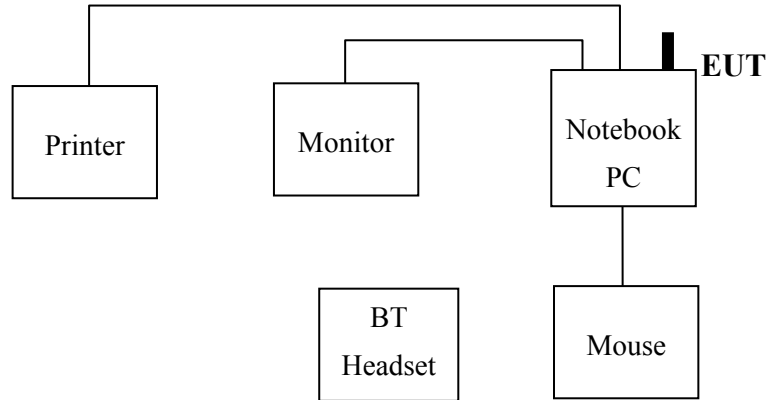 EUT
Printer
Monitor
Notebook
PC
BT
Headset
Mouse